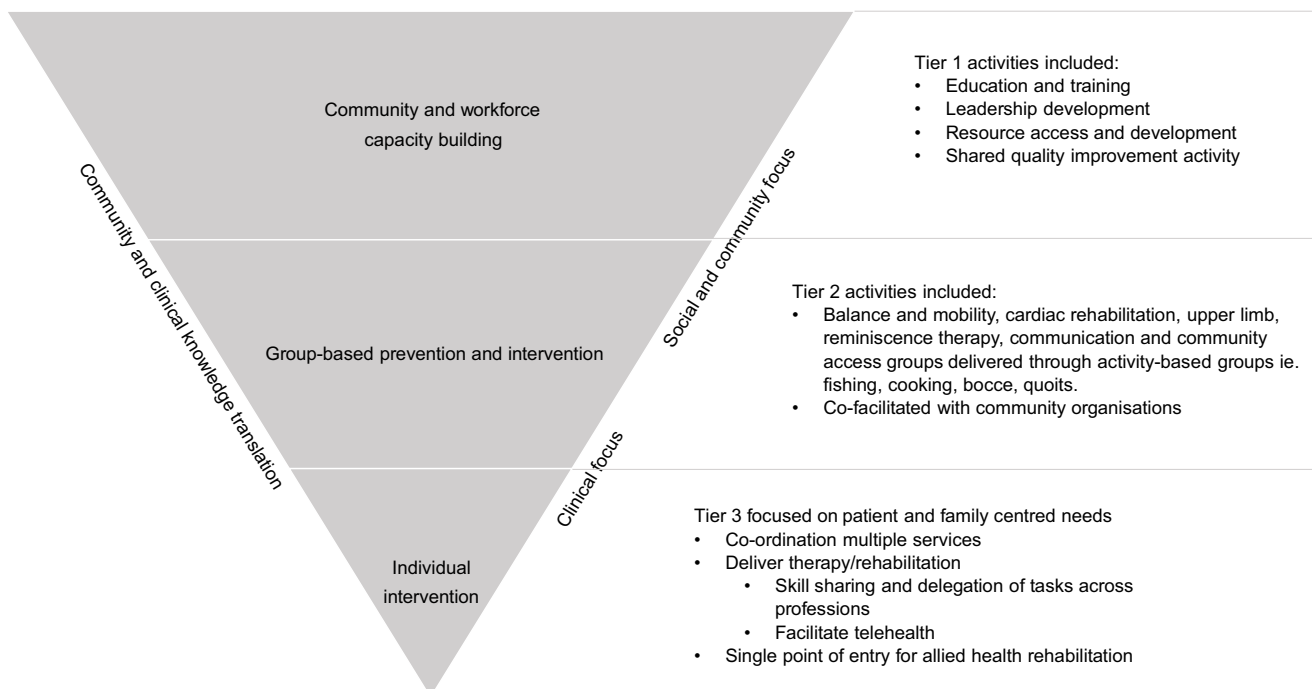 Community and workforce
capacity building
Tier 1 activities included:
• Education and training
• Leadership development
• Resource access and development
• Shared quality improvement activity
Community and clinical knowledge translation
Social and community focus
Group-based prevention and intervention
Tier 2 activities included:
• Balance and mobility, cardiac rehabilitation, upper limb,
reminiscence therapy, communication and community
access groups delivered through activity-based groups ie.
fishing, cooking, bocce, quoits.
• Co-facilitated with community organisations
Clinical focus
Individual
intervention
Tier 3 focused on patient and family centred needs
• Co-ordination multiple services
• Deliver therapy/rehabilitation
• Skill sharing and delegation of tasks across
professions
• Facilitate telehealth
• Single point of entry for allied health rehabilitation